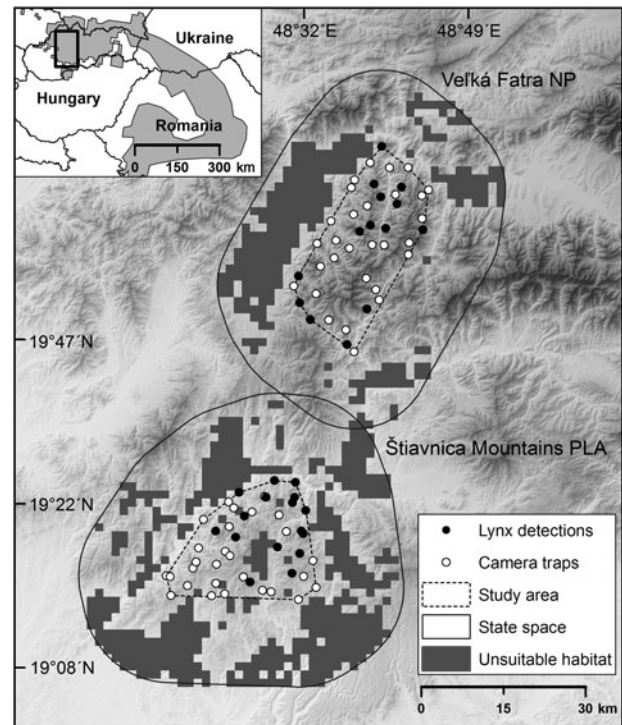 48°32´E
48°49´E
Ukraine
Hungary
Romania
0 150 300
km
Veľká Fatra NP
19°47´N
Štiavnica Mountains PLA
19°22´N
Lynx detections
Camera traps
Study area
State space
Unsuitable habitat
19°08´N
0 15 30
km